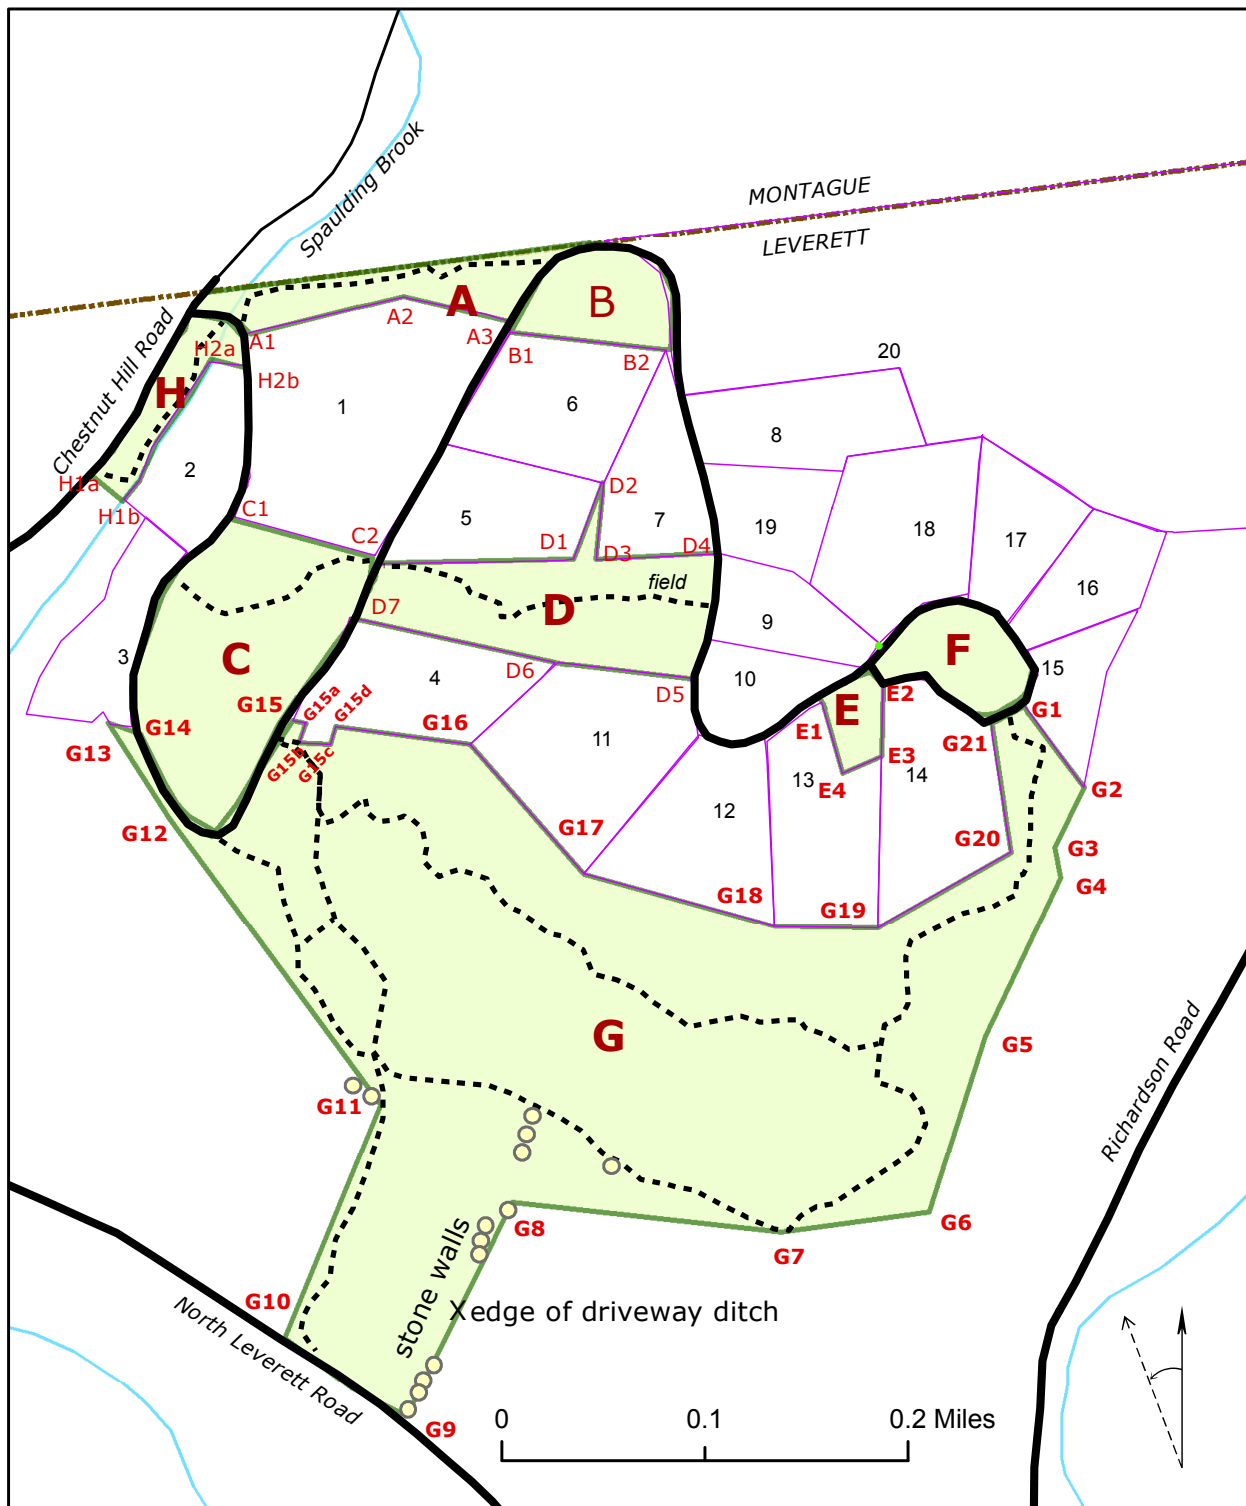 MONTAGUE
LEVERETT
Spaulding Brook
Chestnut Hill Road
A
B
A1
A2
A3
B1
B2
H2a
H2b
H
H1a
H1b
20
1
6
8
2
5
7
19
18
17
16
C1
C2
D1
D2
D3
D4
field
D
D7
D6
D5
9
10
F
15
3
C
4
G15
G15a
G15d
G15b
G15c
G16
G14
G13
11
E
E1
E2
E3
E4
G1
G21
G2
13
14
12
G12
G17
G18
G19
G20
G3
G4
G
G5
Richardson Road
G11
G6
G7
G8
stone walls
Xedge of driveway ditch
G10
North Leverett Road
G9
0
0.1
0.2 Miles